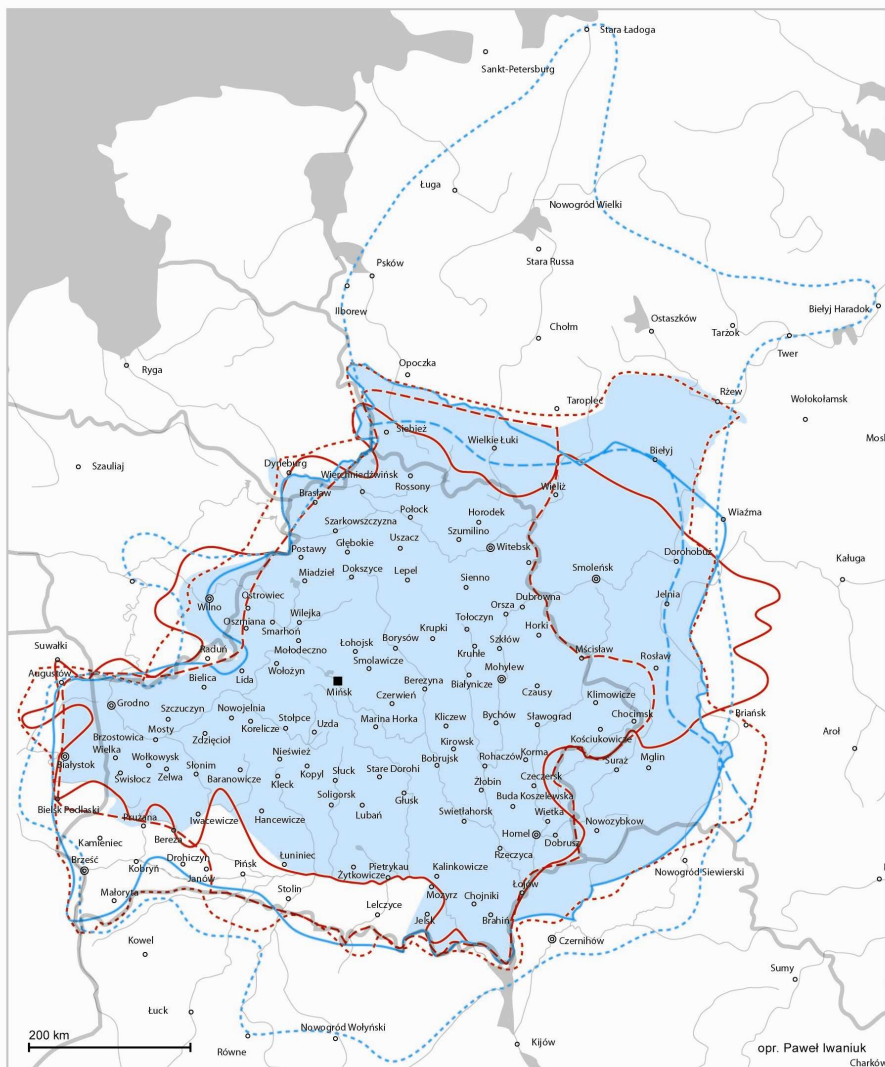 Stara Ładoga
Sankt-Petersburg
Ługa
Nowogród Wielki
Stara Russa
Psków
Ilborew
Biełyj Haradok
Ostaszków
Tarżok
Chołm
Twer
Ryga
Opoczka
Rżew
Taroplec
Wołokołamsk
Siebież
Mosk
Wielkie Łuki
Biełyj
Szauliaj
Dyneburg
Wierchniedźwińsk
Rossony
Wieliż
Brasław
Połock
Horodek
Wiaźma
Szarkowszczyzna
Szumilino
Głębokie
Uszacz
Witebsk
Postawy
Dorohobuż
Miadzieł
Dokszyce
Lepel
Smoleńsk
Kaługa
Sienno
Ostrowiec
Dubrowna
Jelnia
Wilno
Orsza
Oszmiana
Wilejka
Tołoczyn
Smarhoń
Krupki
Horki
Borysów
Suwałki
Mołodeczno
Łohojsk
Szkłów
Mścisław
Raduń
Kruhłe
Rosław
Smolawicze
Augustów
Wołożyn
Mohylew
Bielica
Lida
Mińsk
Bereżyna
Białynicze
Czausy
Klimowicze
Grodno
Czerwień
Szczuczyn
Nowojelnia
Stołpce
Marina Horka
Kliczew
Bychów
Sławograd
Chocimsk
Briańsk
Mosty
Korelicze
Uzda
Brzostowica
Wielka
Zdzięcioł
Kościukowicze
Aroł
Kirowsk
Nieśwież
Rohaczów
Korma
Białystok
Wołkowysk
Słonim
Bobrujsk
Suraż
Mglin
Świsłocz
Zelwa
Baranowicze
Kopyl
Słuck
Stare Dorohi
Czeczersk
Kleck
Żłobin
Soligorsk
Głusk
Buda Koszelewska
Bielsk Podlaski
Lubań
Prużana
Iwacewicze
Hancewicze
Swietłahorsk
Wietka
Nowozybkow
Kamieniec
Bereza
Homel
Dobrusz
Brześć
Drohiczyn
Rzeczyca
Kobryń
Pińsk
Łuniniec
Pietrykau
Kalinkowicze
Nowogród Siewierski
Janów
Żytkowicze
Małoryta
Stolin
Mozyrz
Chojniki
Łojów
Lelczyce
Jelsk
Brahiń
Kowel
Czernihów
Sumy
Łuck
Nowogród Wołyński
200 km
Równe
Kijów
opr. Paweł Iwaniuk
Charków